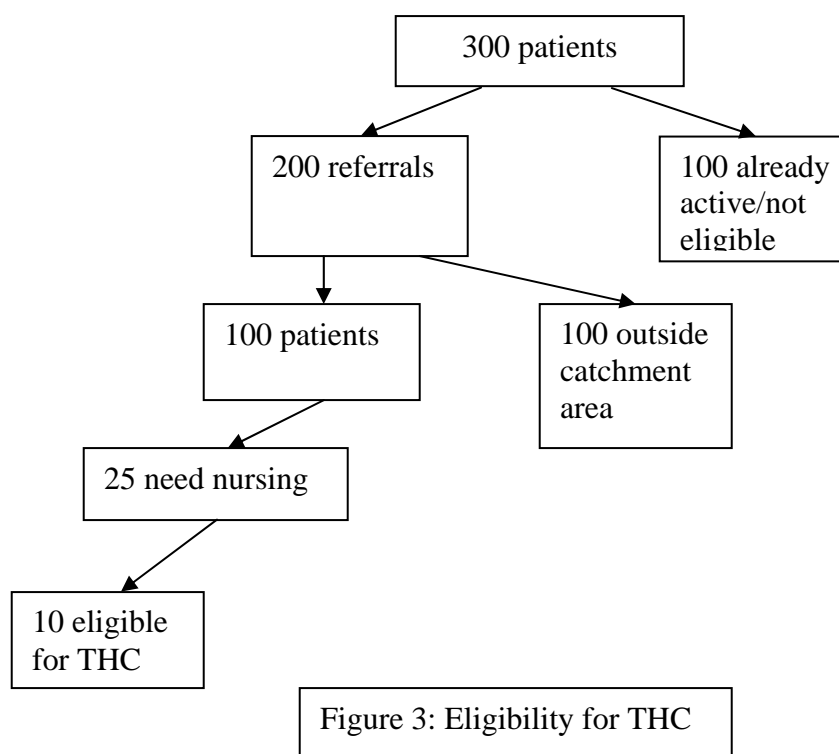 300 patients
200 referrals
100 already
active/not
eligible
100 patients
100 outside
catchment
area
25 need nursing
10 eligible
for THC
Figure 3: Eligibility for THC